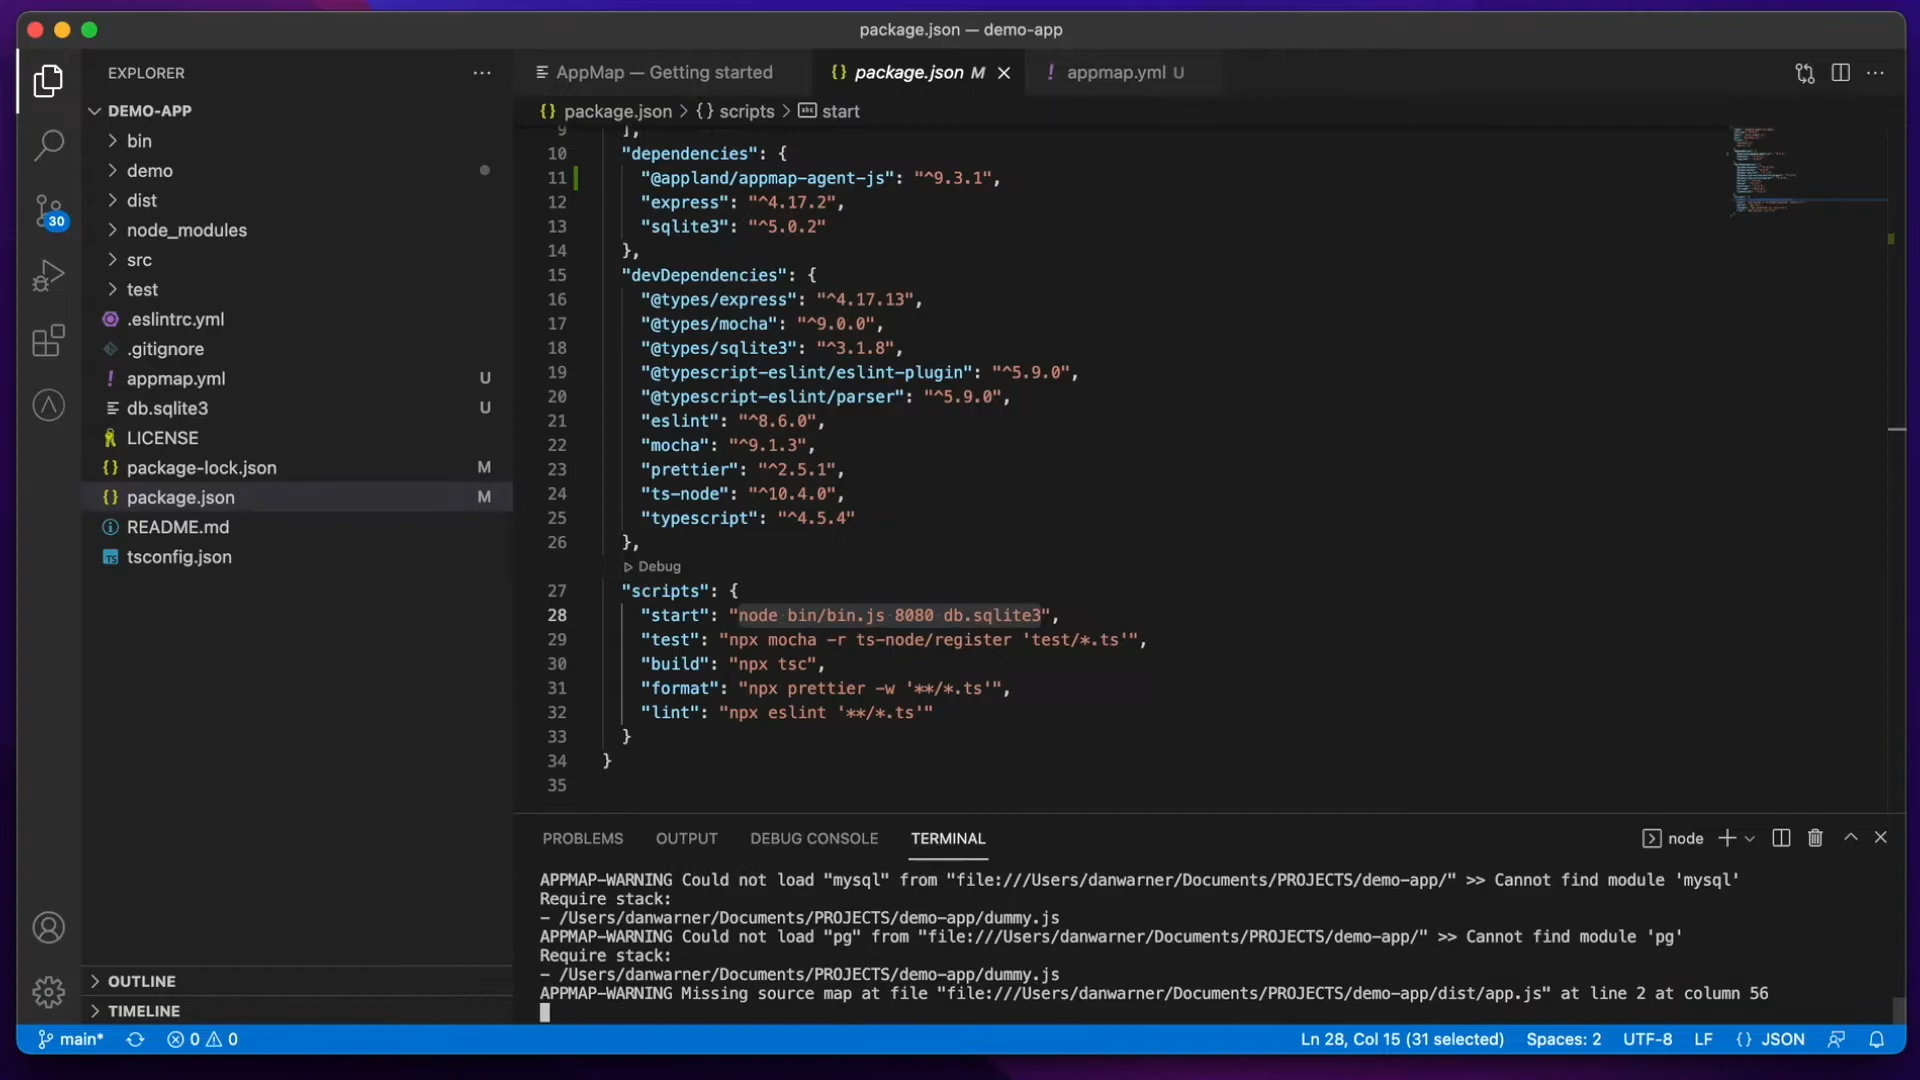 package.json — demo-app
EXPLORER
DEMO-APP
bin
demo
dist
node_modules
src
test
.eslintrc.yml
.gitignore
appmap.yml U
db.sqlite3 U
LICENSE
package-lock.json M
package.json M
README.md
tsconfig.json
OUTLINE
TIMELINE
30
AppMap — Getting started
package.json M
appmap.yml U
package.json > {} scripts > start
9 ],
10 "dependencies": {
11 "@appland/appmap-agent-js": "^9.3.1",
12 "express": "^4.17.2",
13 "sqlite3": "^5.0.2"
14 },
15 "devDependencies": {
16 "@types/express": "^4.17.13",
17 "@types/mocha": "^9.0.0",
18 "@types/sqlite3": "^3.1.8",
19 "@typescript-eslint/eslint-plugin": "^5.9.0",
20 "@typescript-eslint/parser": "^5.9.0",
21 "eslint": "^8.6.0",
22 "mocha": "^9.1.3",
23 "prettier": "^2.5.1",
24 "ts-node": "^10.4.0",
25 "typescript": "^4.5.4"
26 },
Debug
27 "scripts": {
28 "start": "node bin/bin.js 8080 db.sqlite3",
29 "test": "npx mocha -r ts-node/register 'test/*.ts'",
30 "build": "npx tsc",
31 "format": "npx prettier -w '**/*.ts'",
32 "lint": "npx eslint '**/*.ts'"
33 }
34 }
35
PROBLEMS OUTPUT DEBUG CONSOLE TERMINAL
node
APPMAP-WARNING Could not load "mysql" from "file:///Users/danwarner/Documents/PROJECTS/demo-app/" >> Cannot find module 'mysql'
Require stack:
- /Users/danwarner/Documents/PROJECTS/demo-app/dummy.js
APPMAP-WARNING Could not load "pg" from "file:///Users/danwarner/Documents/PROJECTS/demo-app/" >> Cannot find module 'pg'
Require stack:
- /Users/danwarner/Documents/PROJECTS/demo-app/dummy.js
APPMAP-WARNING Missing source map at file "file:///Users/danwarner/Documents/PROJECTS/demo-app/dist/app.js" at line 2 at column 56
main* 0 0 Ln 28, Col 15 (31 selected) Spaces: 2 UTF-8 LF {} JSON